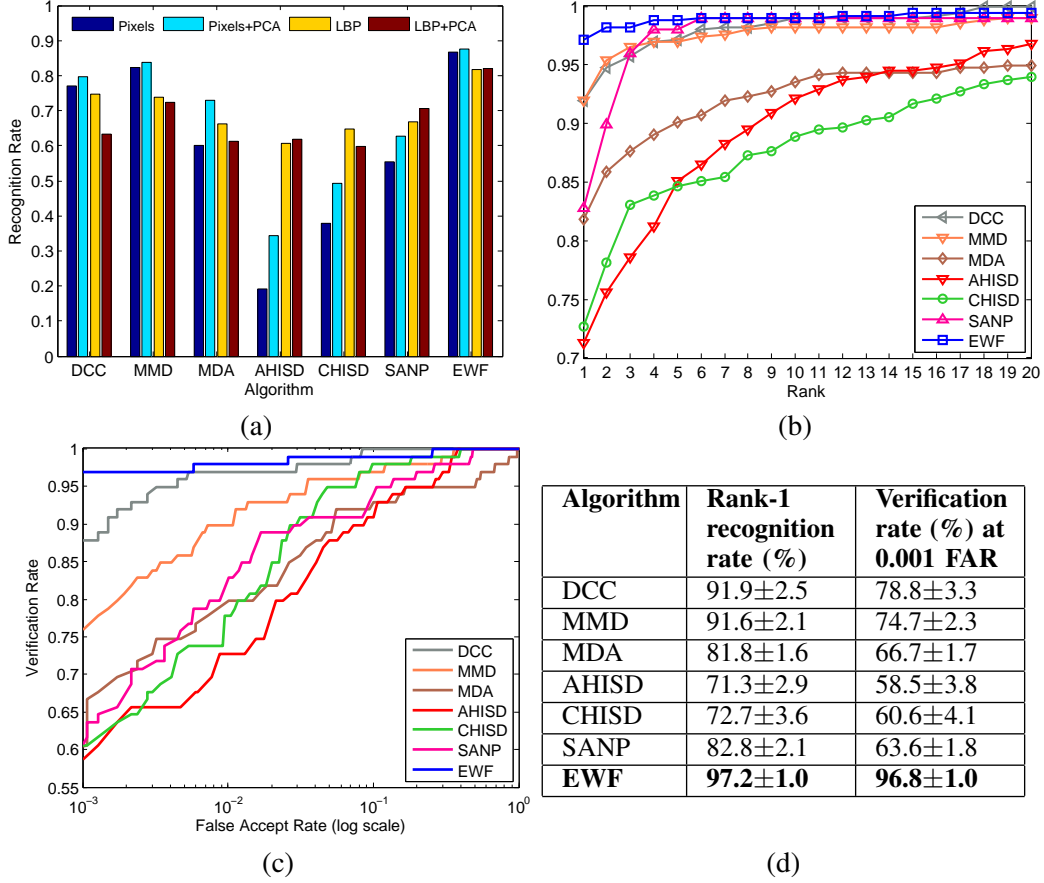 Pixels Pixels+PCA LBP LBP+PCA
1
0.9
0.8
0.7
0.6
0.5
0.4
0.3
0.2
0.1
0
Recognition Rate
DCC MMD MDA AHISD CHISD SANP EWF
Algorithm
(a)
1
0.95
0.9
0.85
0.8
0.75
0.7
DCC
MMD
MDA
AHISD
CHISD
SANP
EWF
1 2 3 4 5 6 7 8 9 10 11 12 13 14 15 16 17 18 19 20
Rank
(b)
1
0.95
0.9
0.85
0.8
0.75
0.7
0.65
0.6
0.55
Verification Rate
DCC
MMD
MDA
AHISD
CHISD
SANP
EWF
10⁻³ 10⁻² 10⁻¹ 10⁰
False Accept Rate (log scale)
(c)
Algorithm Rank-1 Verification
recognition rate (%) at
rate (%) 0.001 FAR
DCC 91.9±2.5 78.8±3.3
MMD 91.6±2.1 74.7±2.3
MDA 81.8±1.6 66.7±1.7
AHISD 71.3±2.9 58.5±3.8
CHISD 72.7±3.6 60.6±4.1
SANP 82.8±2.1 63.6±1.8
EWF 97.2±1.0 96.8±1.0
(d)